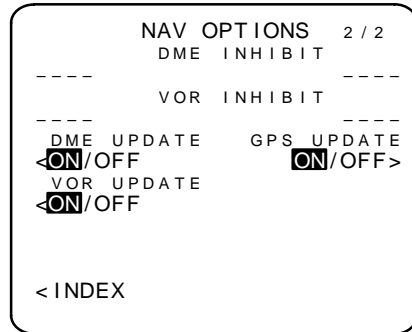 NAV OPTIONS 2/2
DME INHIBIT
---- ----
VOR INHIBIT
---- ----
DME UPDATE GPS UPDATE
<ON/OFF ON/OFF>
VOR UPDATE
<ON/OFF
<INDEX